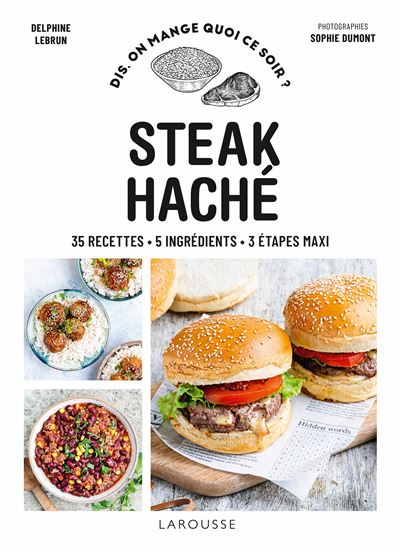 DELPHINE
LEBRUN
PHOTOGRAPHIES
SOPHIE DUMONT
DIS, ON MANGE QUOI CE SOIR ?
STEAK
HACHÉ
35 RECETTES • 5 INGRÉDIENTS • 3 ÉTAPES MAXI
Hidden words
LAROUSSE